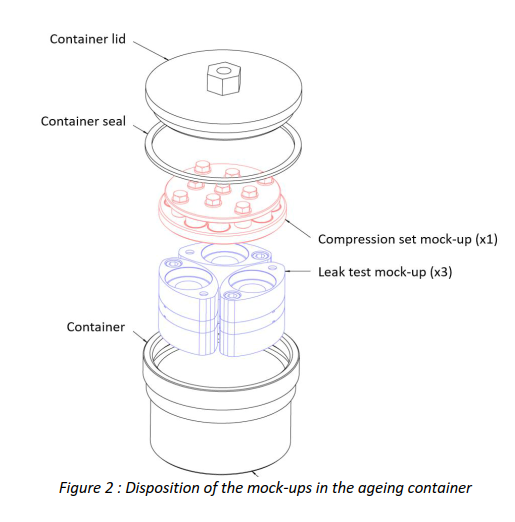 Container lid
Container seal
Compression set mock-up (x1)
Leak test mock-up (x3)
Container
Figure 2 : Disposition of the mock-ups in the ageing container